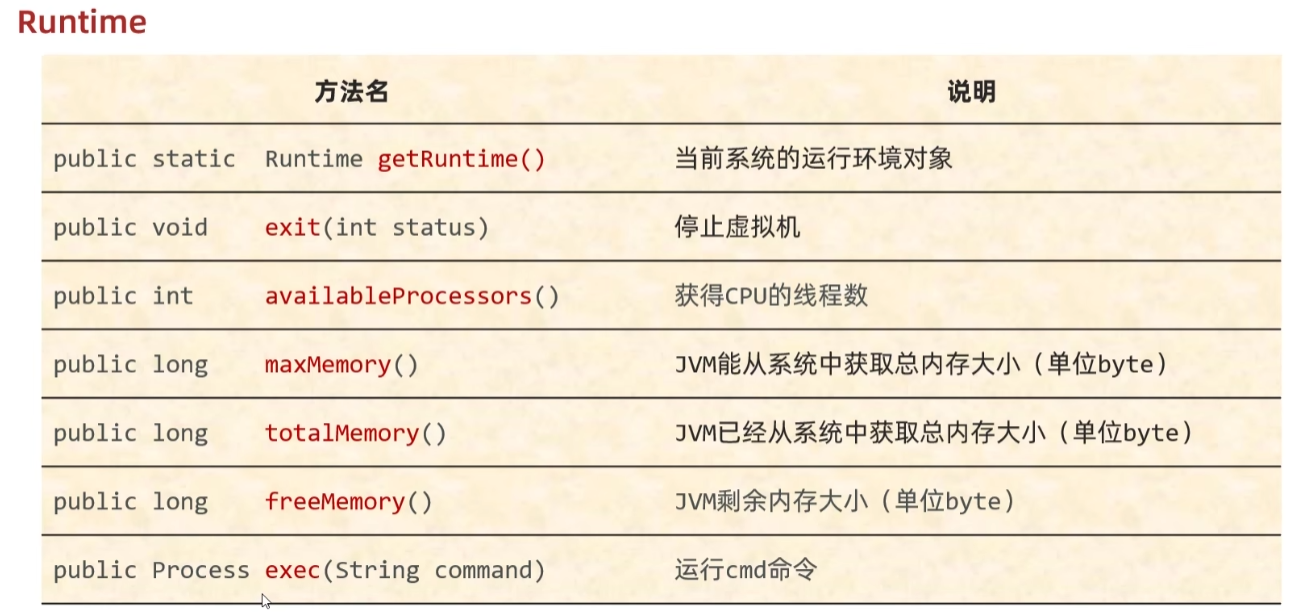 Runtime
方法名 说明
public static Runtime getRuntime() 当前系统的运行环境对象
public void exit(int status) 停止虚拟机
public int availableProcessors() 获得CPU的线程数
public long maxMemory() JVM能从系统中获取总内存大小（单位byte）
public long totalMemory() JVM已经从系统中获取总内存大小（单位byte）
public long freeMemory() JVM剩余内存大小（单位byte）
public Process exec(String command) 运行cmd命令